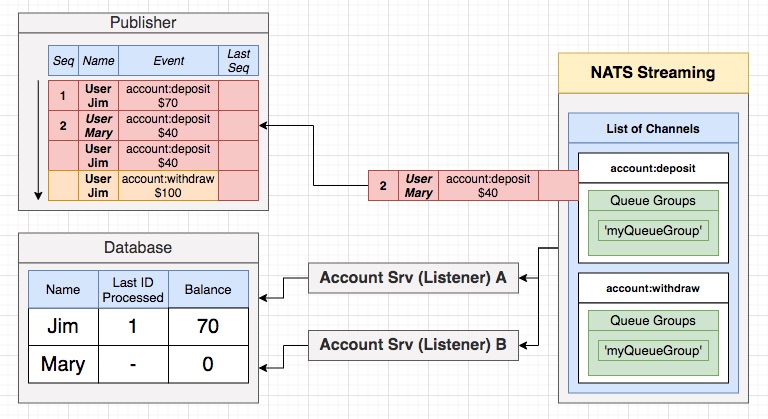 Publisher
Seq Name Event Last
Seq
1 User
Jim account:deposit
$70
2 User
Mary account:deposit
$40
User
Jim account:deposit
$40
User
Jim account:withdraw
$100
2 User
Mary account:deposit
$40
NATS Streaming
List of Channels
account:deposit
Queue Groups
'myQueueGroup'
account:withdraw
Queue Groups
'myQueueGroup'
Account Srv (Listener) A
Account Srv (Listener) B
Database
Name Last ID
Processed Balance
Jim 1 70
Mary - 0